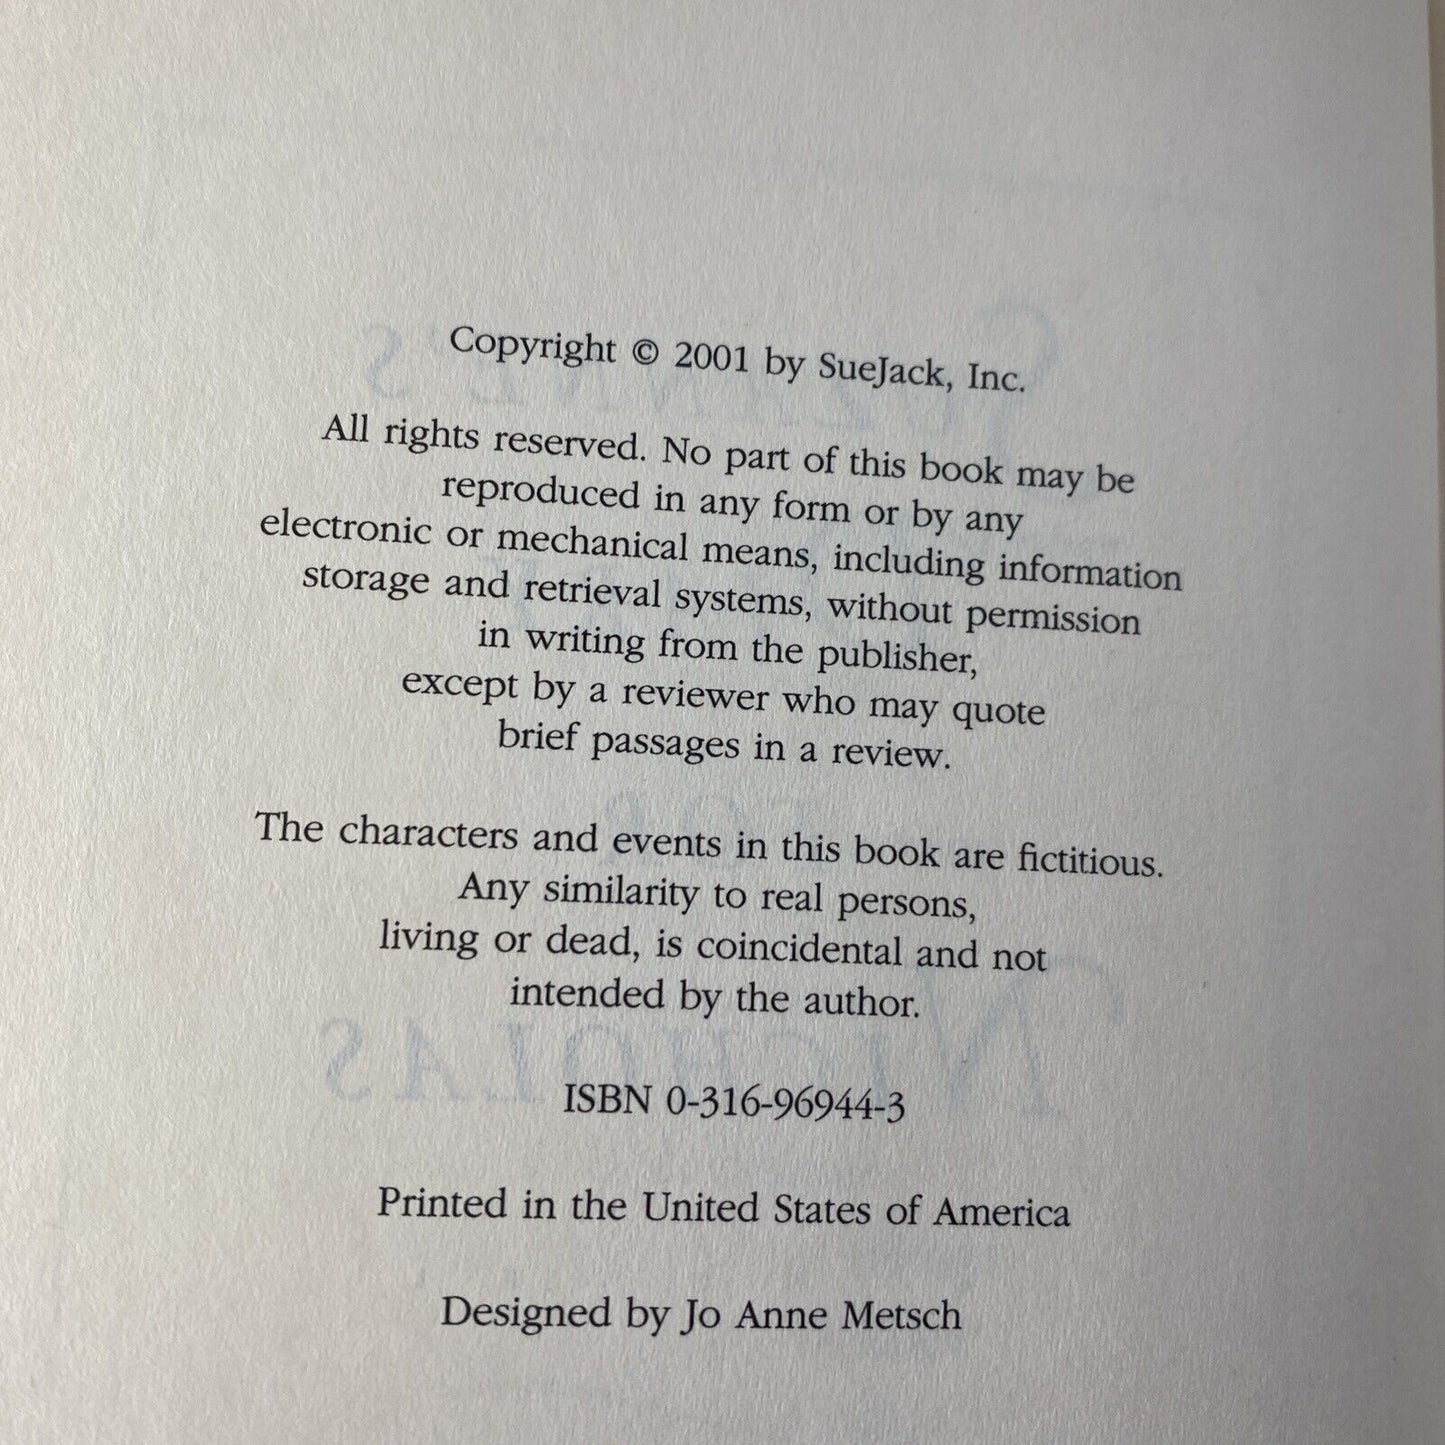 Copyright © 2001 by SueJack, Inc.
All rights reserved. No part of this book may be
reproduced in any form or by any
electronic or mechanical means, including information
storage and retrieval systems, without permission
in writing from the publisher,
except by a reviewer who may quote
brief passages in a review.
The characters and events in this book are fictitious.
Any similarity to real persons,
living or dead, is coincidental and not
intended by the author.
ISBN 0-316-96944-3
Printed in the United States of America
Designed by Jo Anne Metsch